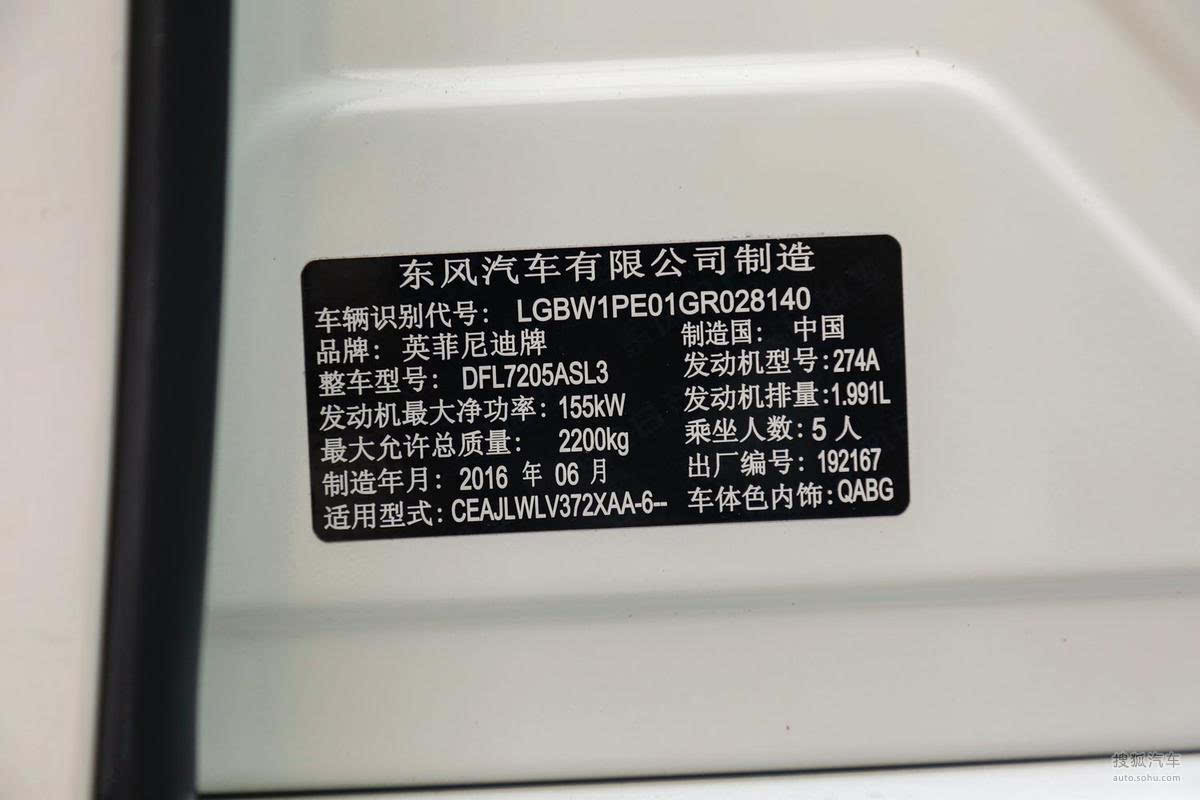 东风汽车有限公司制造
车辆识别代号: LGBW1PE01GR028140
品牌: 英菲尼迪牌 制造国: 中国
整车型号: DFL7205ASL3 发动机型号:274A
发动机最大净功率: 155kW 发动机排量:1.991L
最大允许总质量: 2200kg 乘坐人数: 5 人
制造年月: 2016 年 06 月 出厂编号: 192167
适用型式: CEAJLWLV372XAA-6-- 车体色内饰:QABG
搜狐汽车
auto.sohu.com